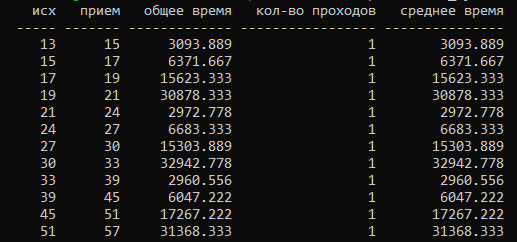 исх прием общее время кол-во проходов среднее время
----- ------- -------------- ---------------- --------------
13 15 3093.889 1 3093.889
15 17 6371.667 1 6371.667
17 19 15623.333 1 15623.333
19 21 30878.333 1 30878.333
21 24 2972.778 1 2972.778
24 27 6683.333 1 6683.333
27 30 15303.889 1 15303.889
30 33 32942.778 1 32942.778
33 39 2960.556 1 2960.556
39 45 6047.222 1 6047.222
45 51 17267.222 1 17267.222
51 57 31368.333 1 31368.333